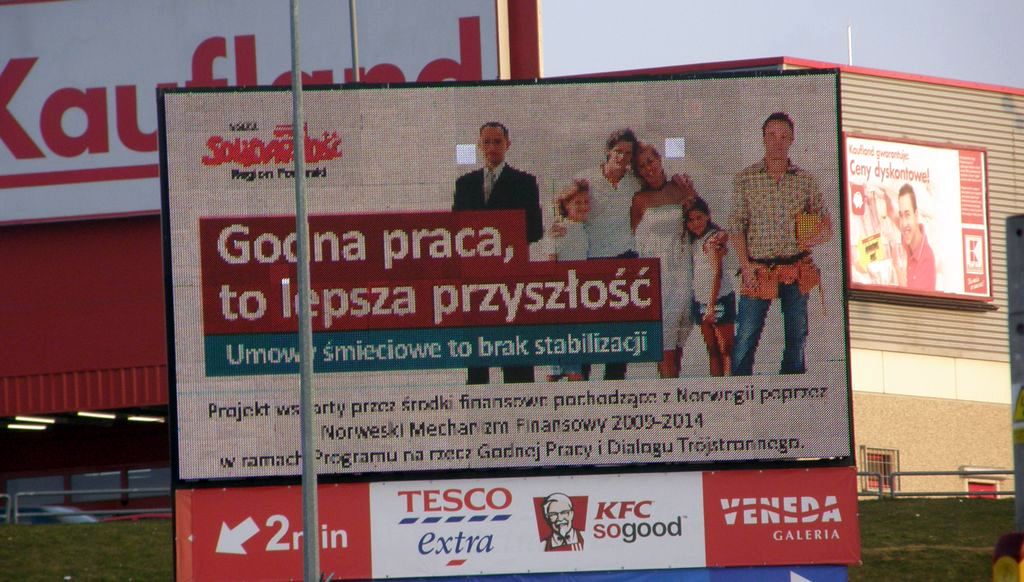 Kaufland
NSZZ
Solidarność
Region
Godna praca,
to lepsza przyszłość
Umowy śmieciowe to brak stabilizacji
Projekt wsparty przez środki finansowe pochodzące z Norwegii poprzez
Norweski Mechanizm Finansowy 2009-2014
w ramach Programu na rzecz Godnej Pracy i Dialogu Trójstronnego.
Kaufland gwarantuje:
Ceny dyskontowe!
K
2min
TESCO
extra
KFC
so good
VENEDA
GALERIA